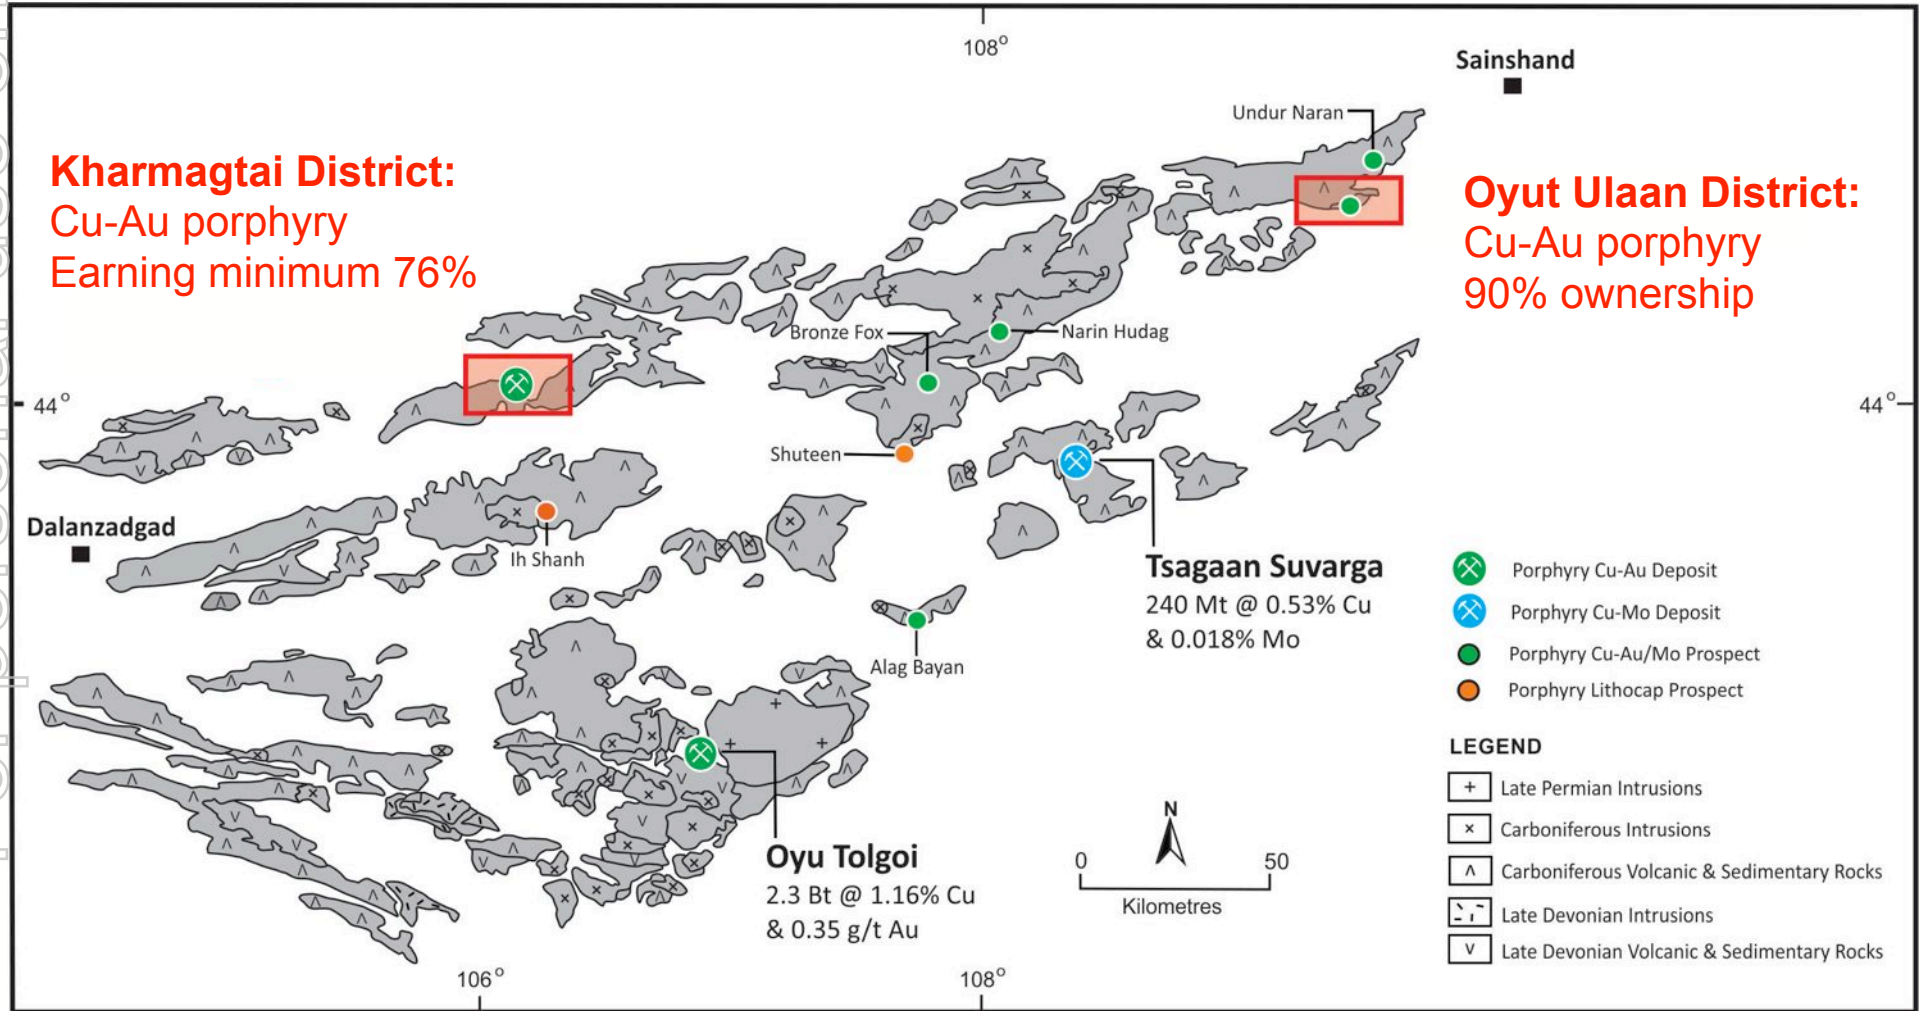 108°
Sainshand
Undur Naran
Kharmagtai District:
Cu-Au porphyry
Earning minimum 76%
Oyut Ulaan District:
Cu-Au porphyry
90% ownership
Bronze Fox
Narin Hudag
44°
44°
Shuteen
Dalanzadgad
Ih Shanh
Tsagaan Suvarga
240 Mt @ 0.53% Cu
& 0.018% Mo
Alag Bayan
Porphyry Cu-Au Deposit
Porphyry Cu-Mo Deposit
Porphyry Cu-Au/Mo Prospect
Porphyry Lithocap Prospect
LEGEND
Late Permian Intrusions
Carboniferous Intrusions
Carboniferous Volcanic & Sedimentary Rocks
Late Devonian Intrusions
Late Devonian Volcanic & Sedimentary Rocks
Oyu Tolgoi
2.3 Bt @ 1.16% Cu
& 0.35 g/t Au
N
0 50
Kilometres
106°
108°